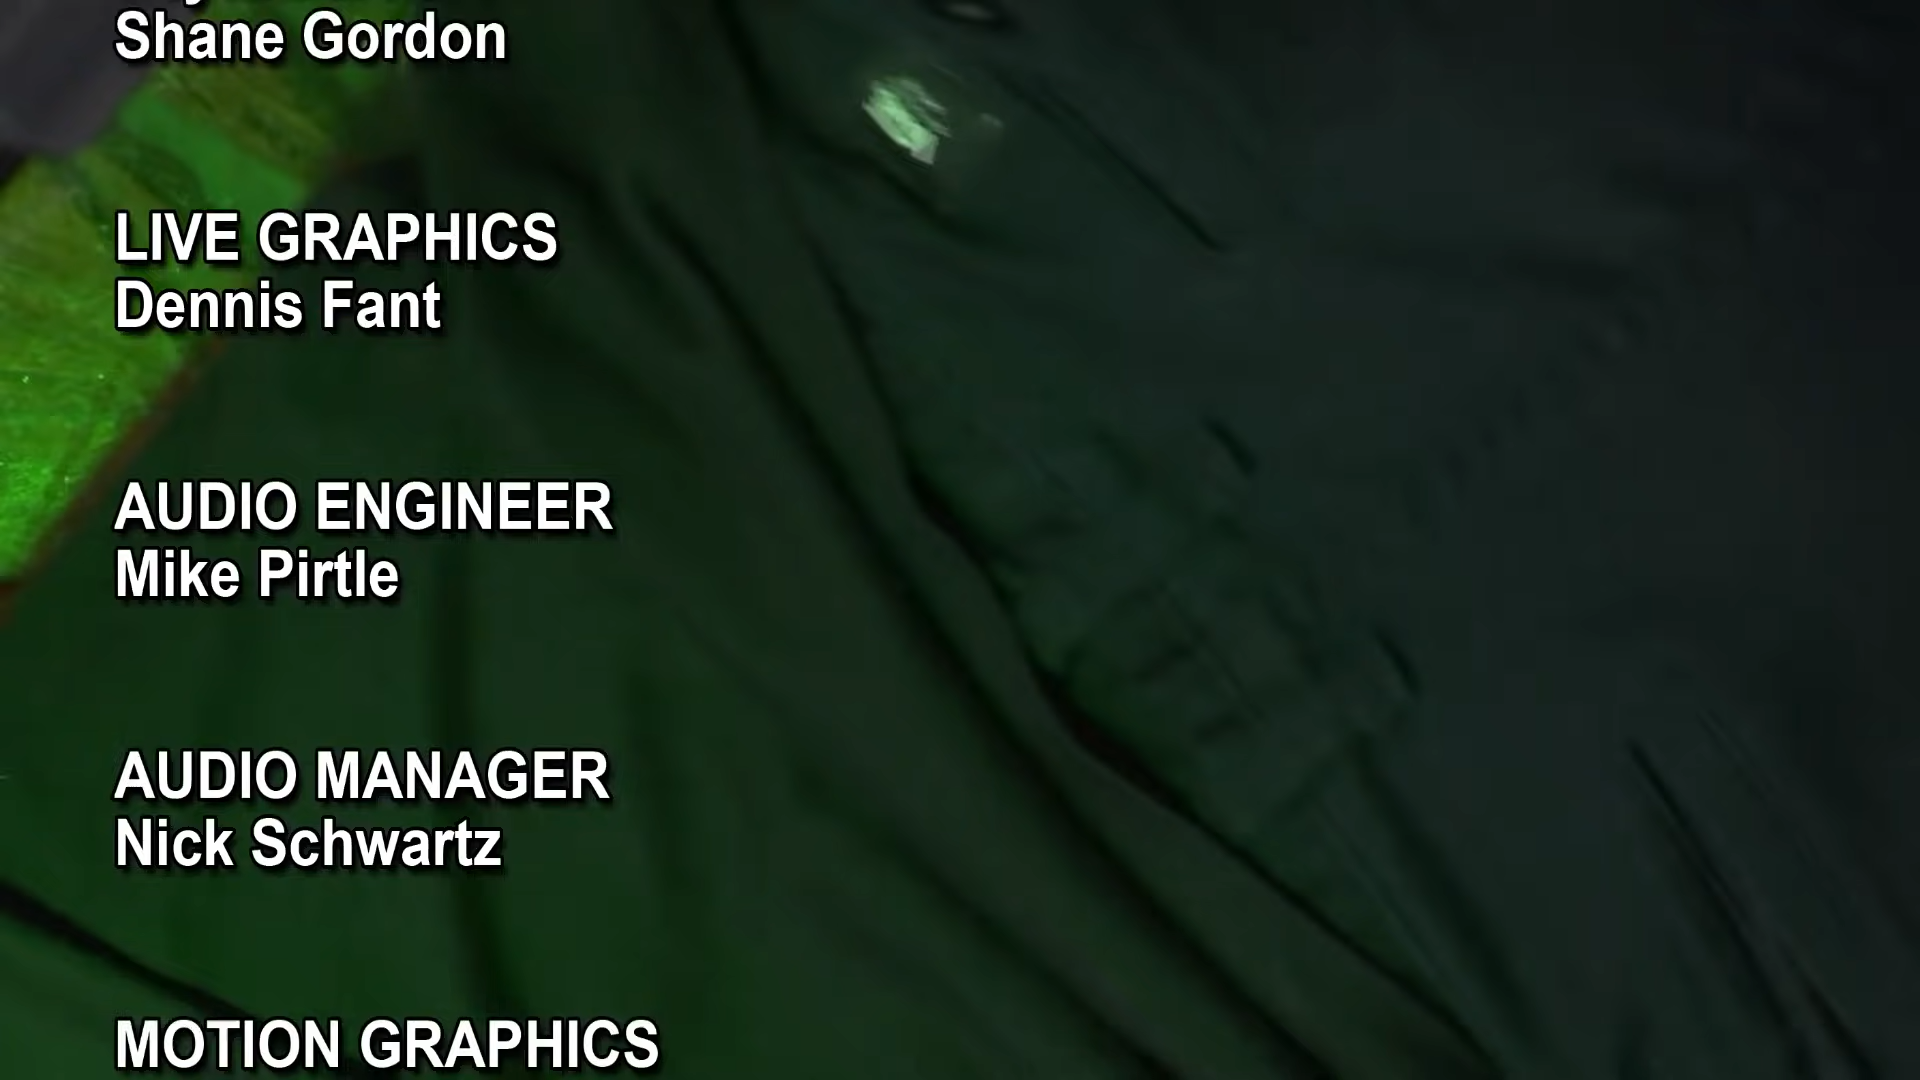 Shane Gordon
LIVE GRAPHICS
Dennis Fant
AUDIO ENGINEER
Mike Pirtle
AUDIO MANAGER
Nick Schwartz
MOTION GRAPHICS